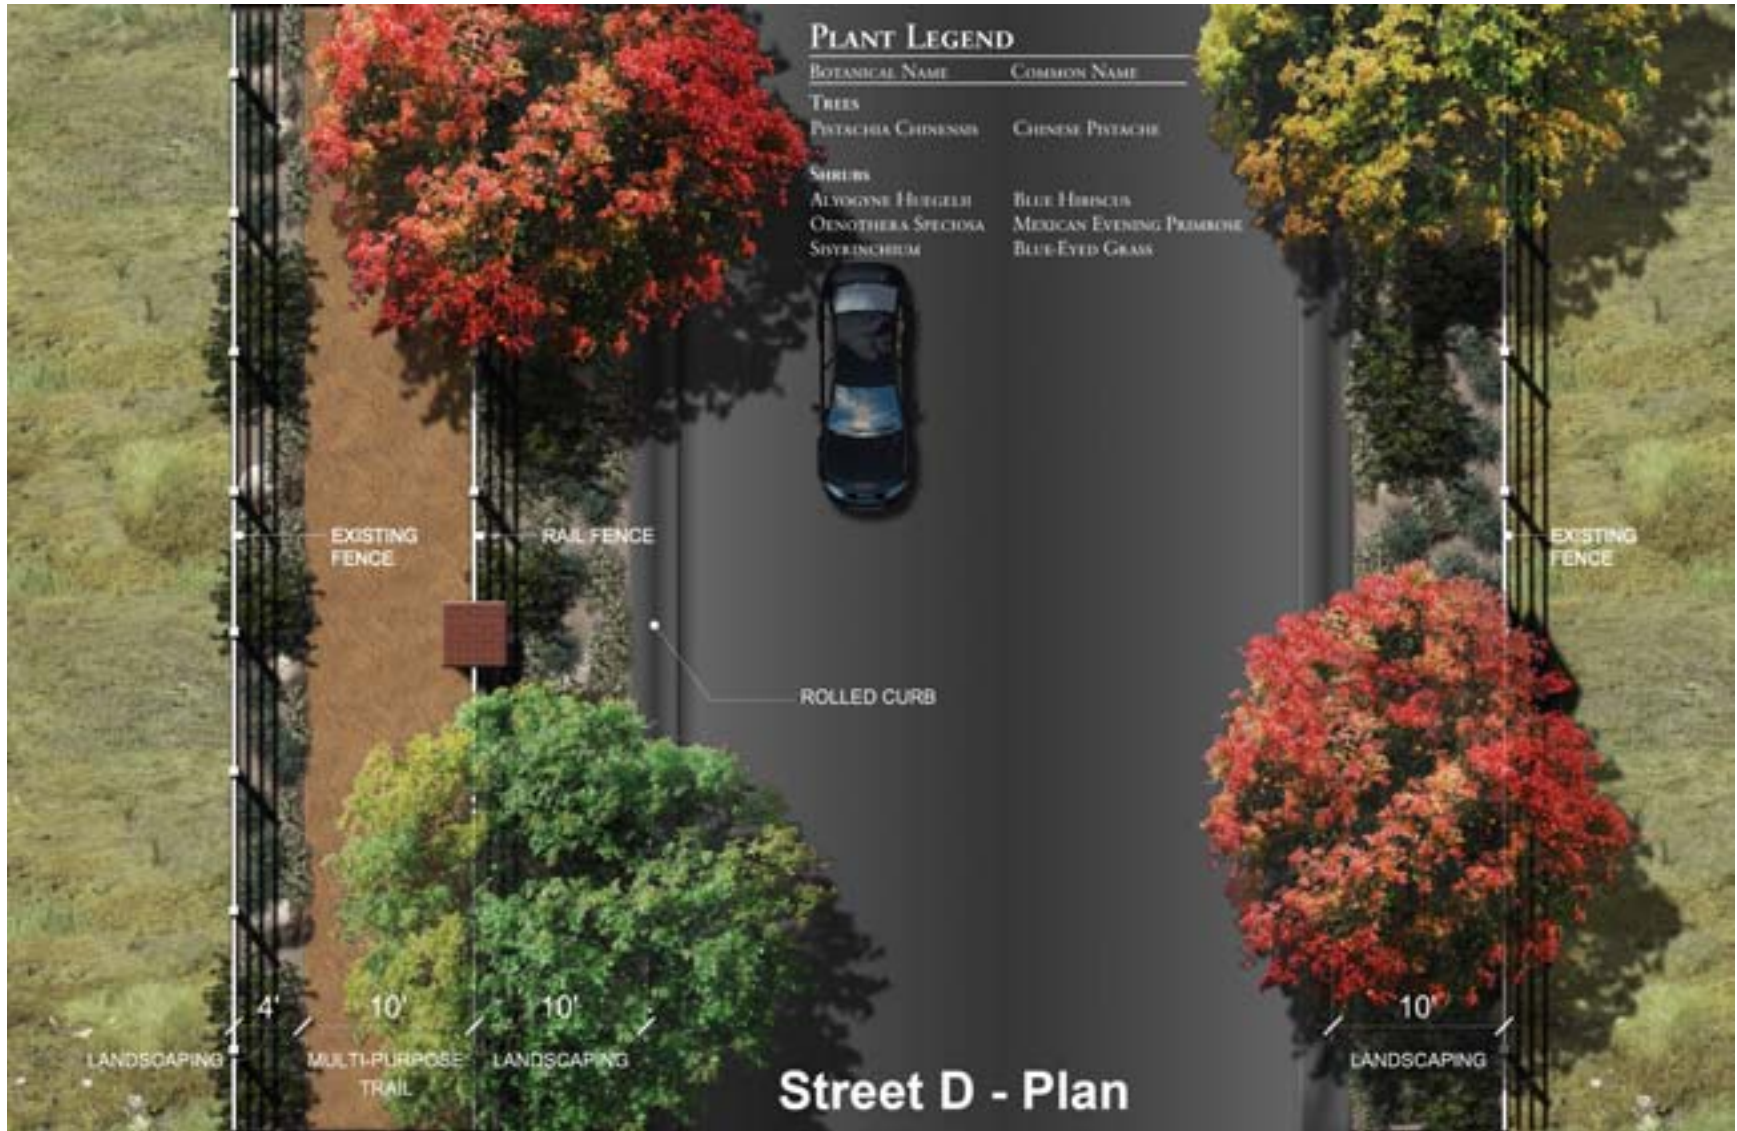 PLANT LEGEND
BOTANICAL NAME COMMON NAME
TREES
PISTACHIA CHINENSIS CHINESE PISTACHE
SHRUBS
ALYOGYNE HUEGELII BLUE HIBISCUS
OENOTHERA SPECIOSA MEXICAN EVENING PRIMROSE
SISYRINCHIUM BLUE-EYED GRASS
EXISTING
FENCE
RAIL FENCE
EXISTING
FENCE
ROLLED CURB
4' 10' 10' 10'
LANDSCAPING MULTI-PURPOSE
TRAIL
LANDSCAPING LANDSCAPING
Street D - Plan